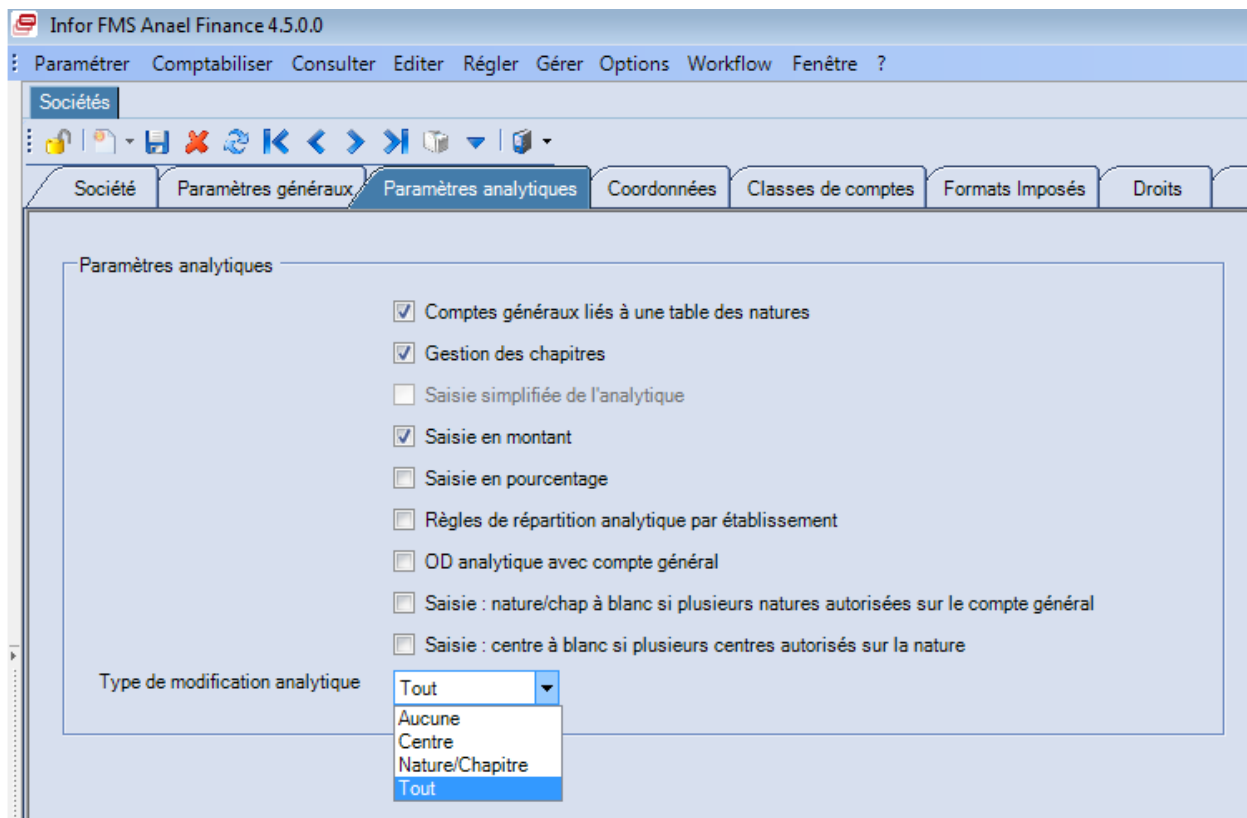 Infor FMS Anael Finance 4.5.0.0
Paramétrer Comptabiliser Consulter Editer Régler Gérer Options Workflow Fenêtre ?
Sociétés
Société Paramètres généraux Paramètres analytiques Coordonnées Classes de comptes Formats Imposés Droits
Paramètres analytiques
Comptes généraux liés à une table des natures
Gestion des chapitres
Saisie simplifiée de l'analytique
Saisie en montant
Saisie en pourcentage
Règles de répartition analytique par établissement
OD analytique avec compte général
Saisie : nature/chap à blanc si plusieurs natures autorisées sur le compte général
Saisie : centre à blanc si plusieurs centres autorisés sur la nature
Type de modification analytique Tout
Aucune
Centre
Nature/Chapitre
Tout